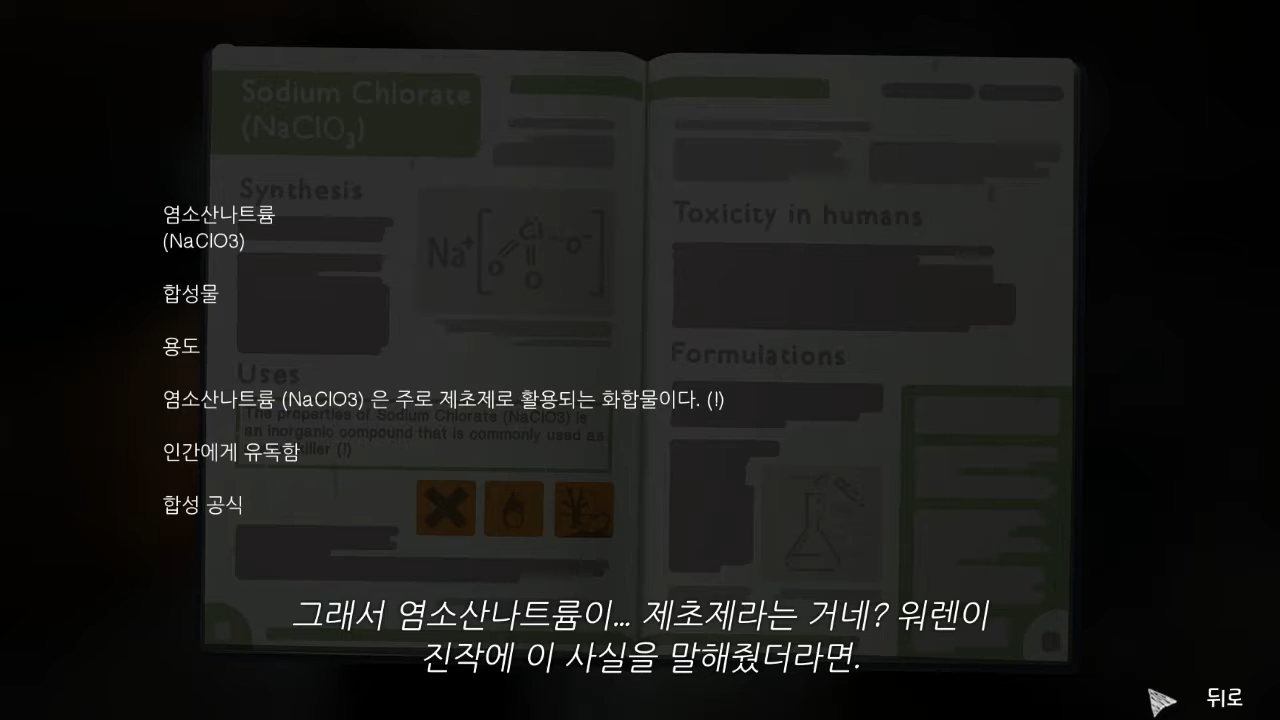 Sodium Chlorate
(NaClO3)
Synthesis
Na+ Cl O O O-
Uses
The properties of Sodium Chlorate (NaClO3) is
an inorganic compound that is commonly used as
killer (!)
Toxicity in humans
Formulations
염소산나트륨
(NaClO3)
합성물
용도
염소산나트륨 (NaClO3) 은 주로 제초제로 활용되는 화합물이다. (!)
인간에게 유독함
합성 공식
그래서 염소산나트륨이... 제초제라는 거네? 워렌이
진작에 이 사실을 말해줬더라면.
뒤로